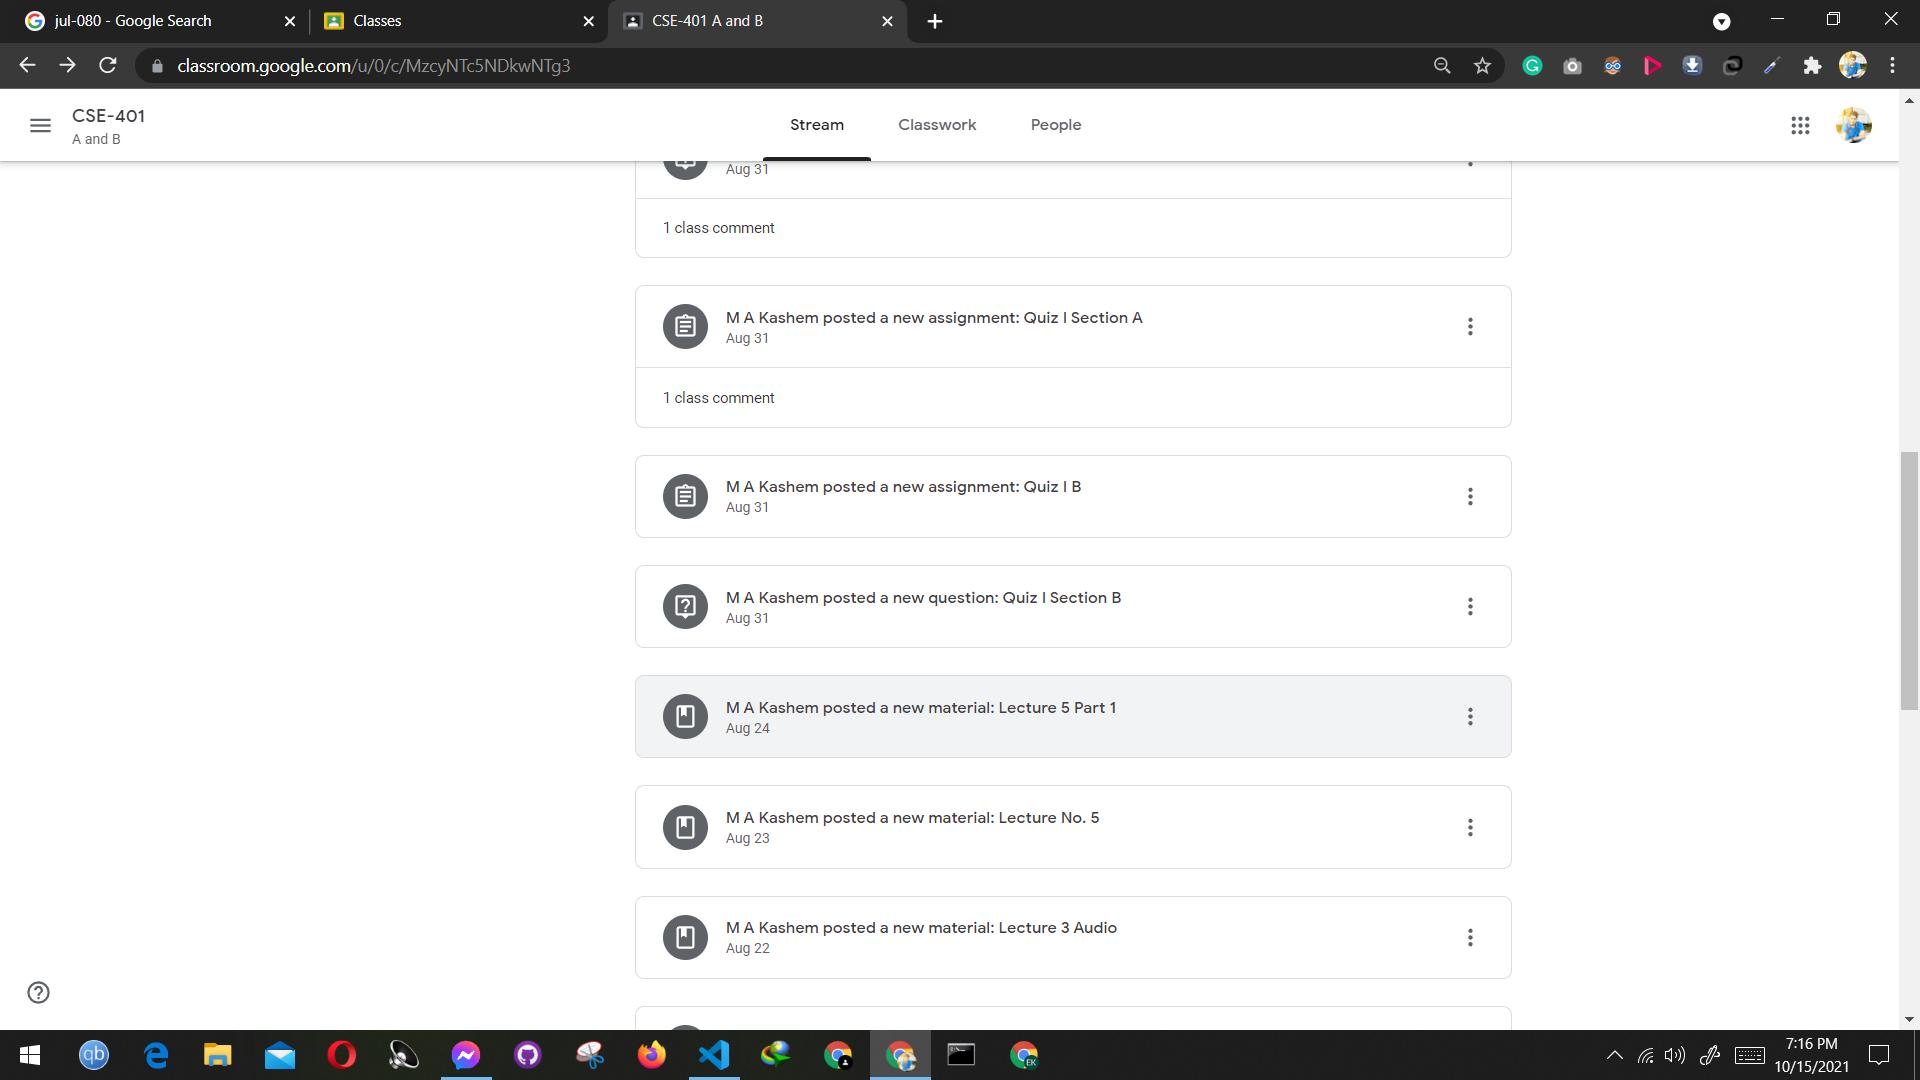 jul-080 - Google Search
Classes
CSE-401 A and B
classroom.google.com/u/0/c/MzcyNTc5NDkwNTg3
CSE-401
A and B
Stream
Classwork
People
Aug 31
1 class comment
M A Kashem posted a new assignment: Quiz I Section A
Aug 31
1 class comment
M A Kashem posted a new assignment: Quiz I B
Aug 31
M A Kashem posted a new question: Quiz I Section B
Aug 31
M A Kashem posted a new material: Lecture 5 Part 1
Aug 24
M A Kashem posted a new material: Lecture No. 5
Aug 23
M A Kashem posted a new material: Lecture 3 Audio
Aug 22
qb
EK
7:16 PM
10/15/2021